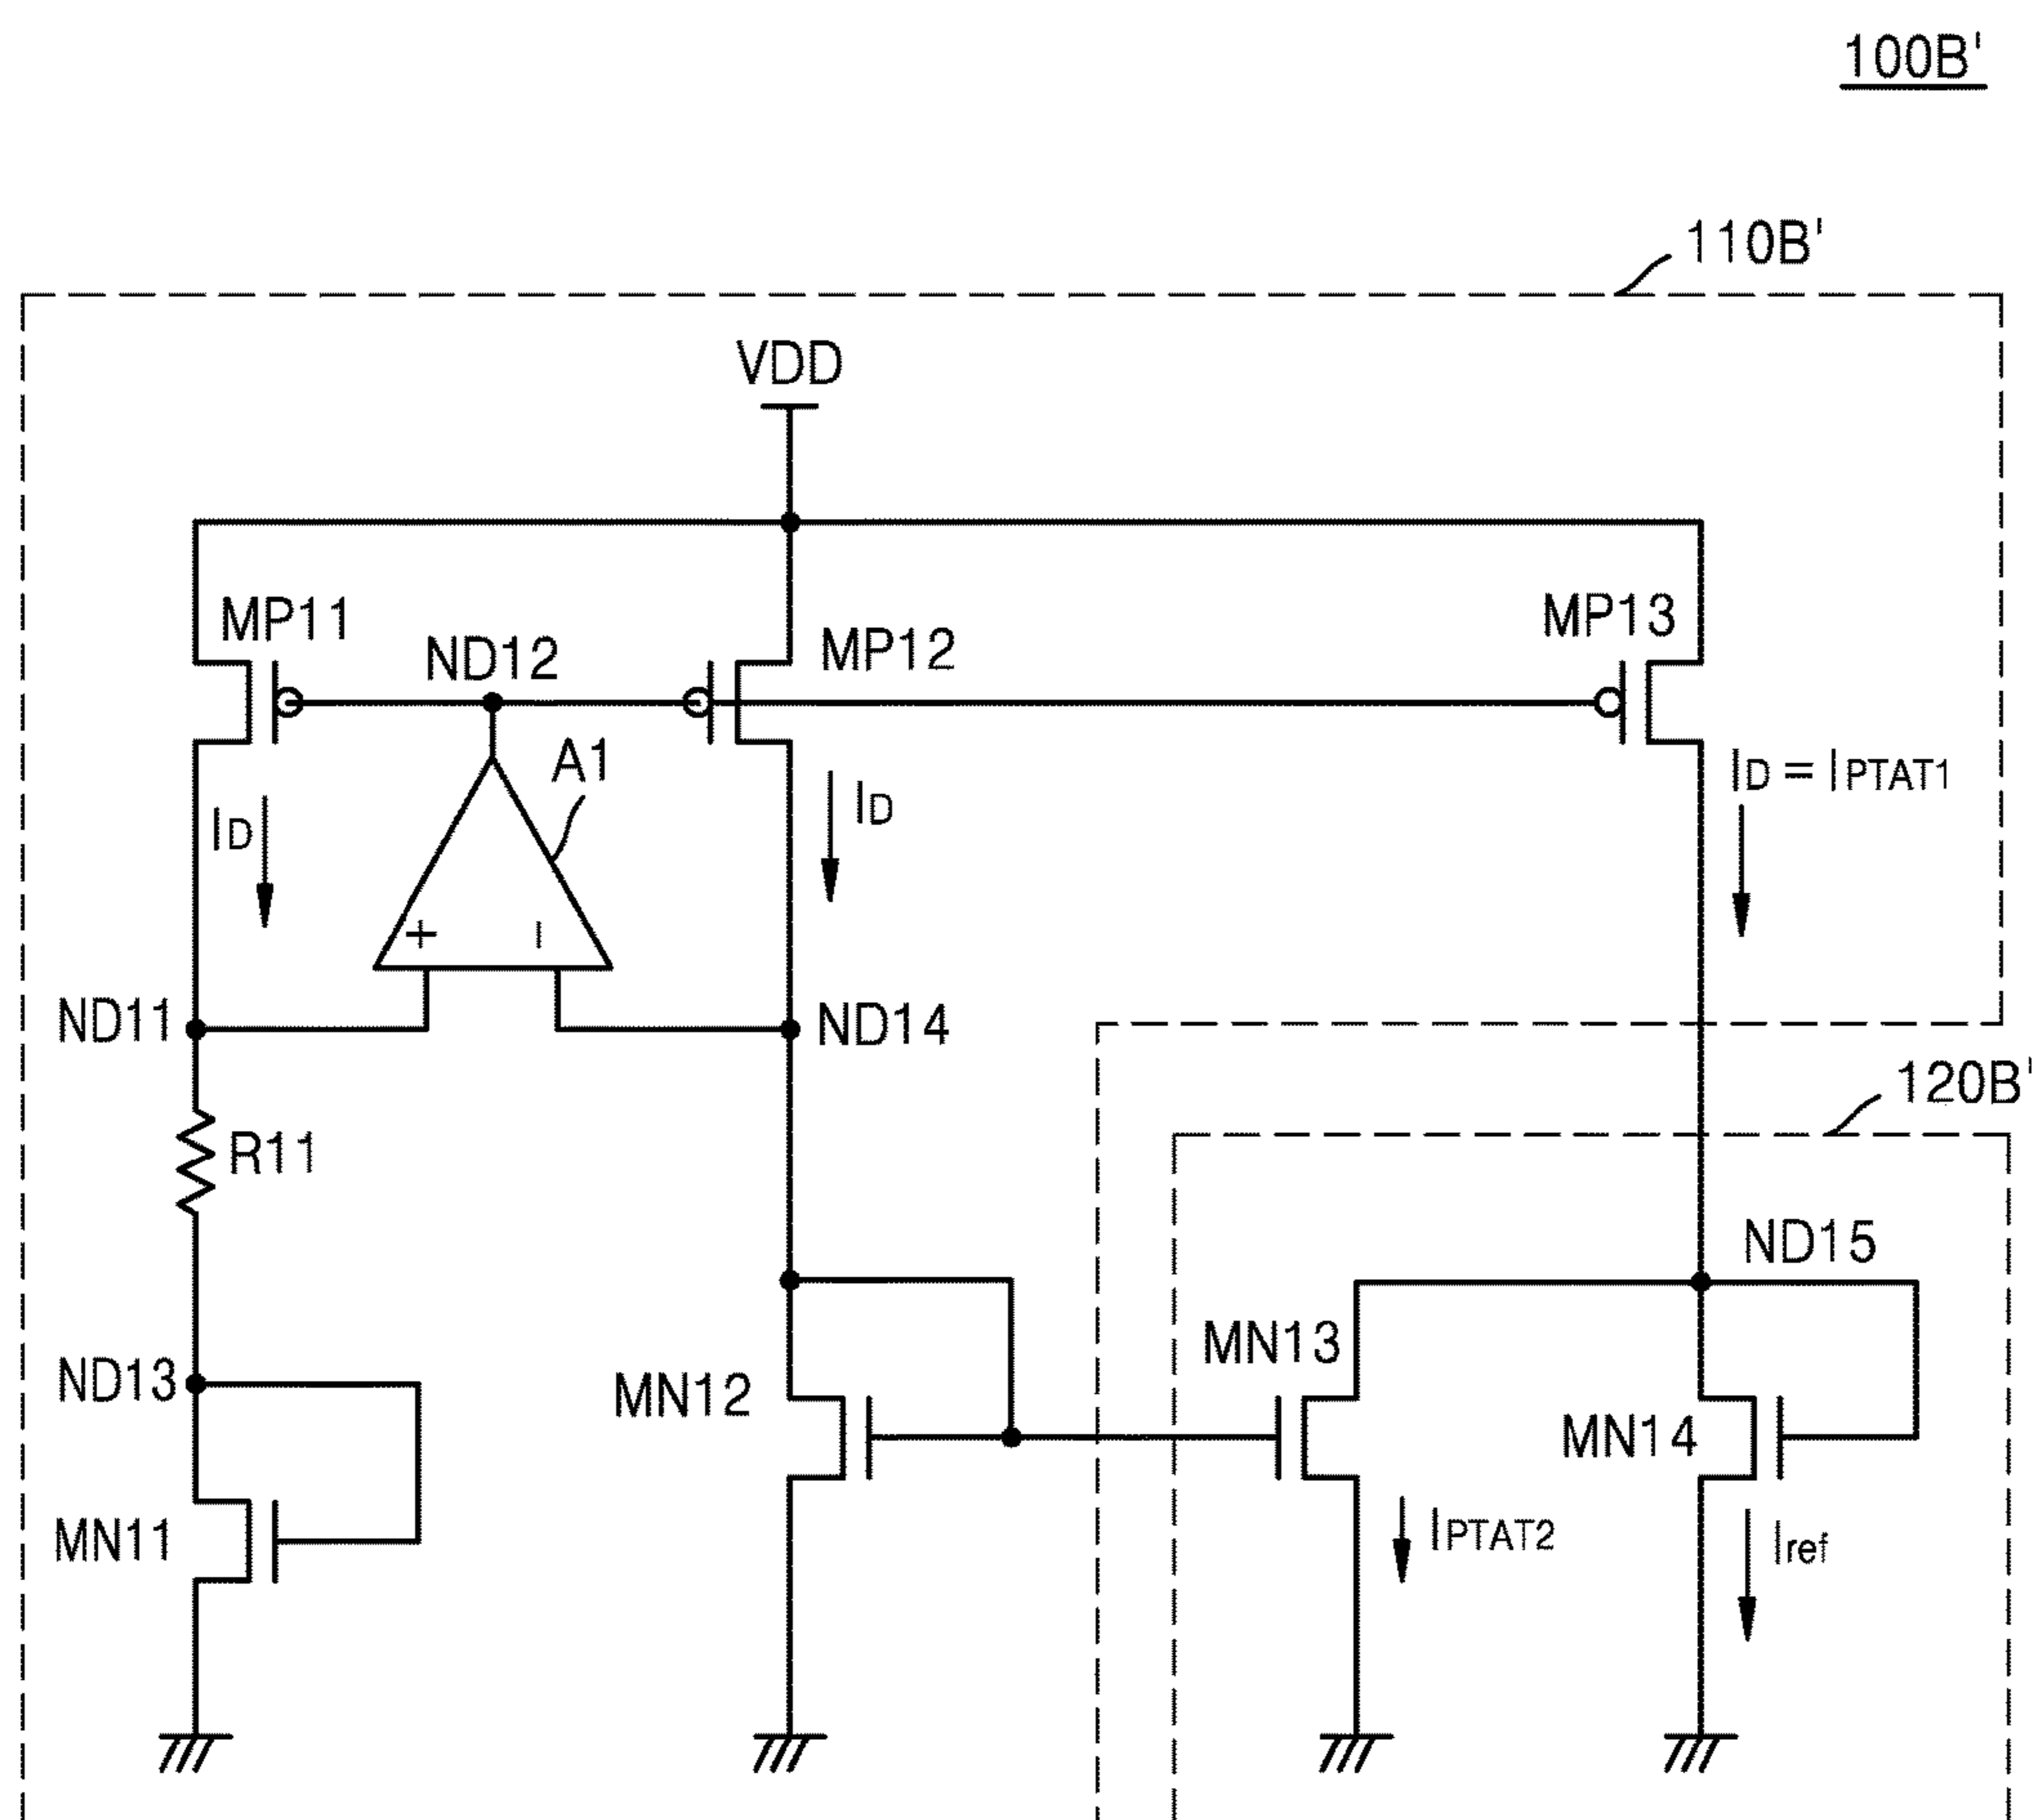 100B'
110B'
VDD
MP11
ND12
MP12
MP13
A1
ID
ID
ID = IPTAT1
+
-
ND11
ND14
120B'
R11
ND15
MN13
ND13
MN12
MN14
MN11
IPTAT2
Iref